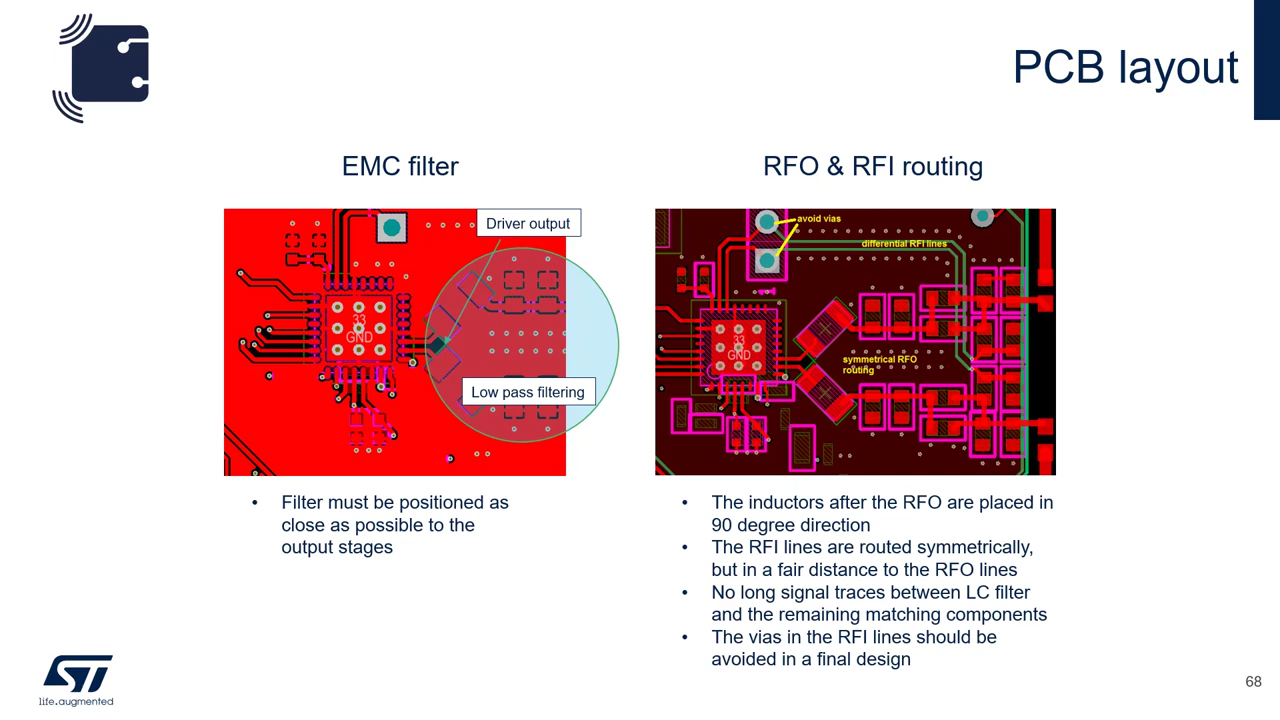 PCB layout
EMC filter
Driver output
33
GND
Low pass filtering
• Filter must be positioned as
close as possible to the
output stages
RFO & RFI routing
avoid vias
differential RFI lines
33
GND
symmetrical RFO
routing
• The inductors after the RFO are placed in
90 degree direction
• The RFI lines are routed symmetrically,
but in a fair distance to the RFO lines
• No long signal traces between LC filter
and the remaining matching components
• The vias in the RFI lines should be
avoided in a final design
ST
life.augmented
68